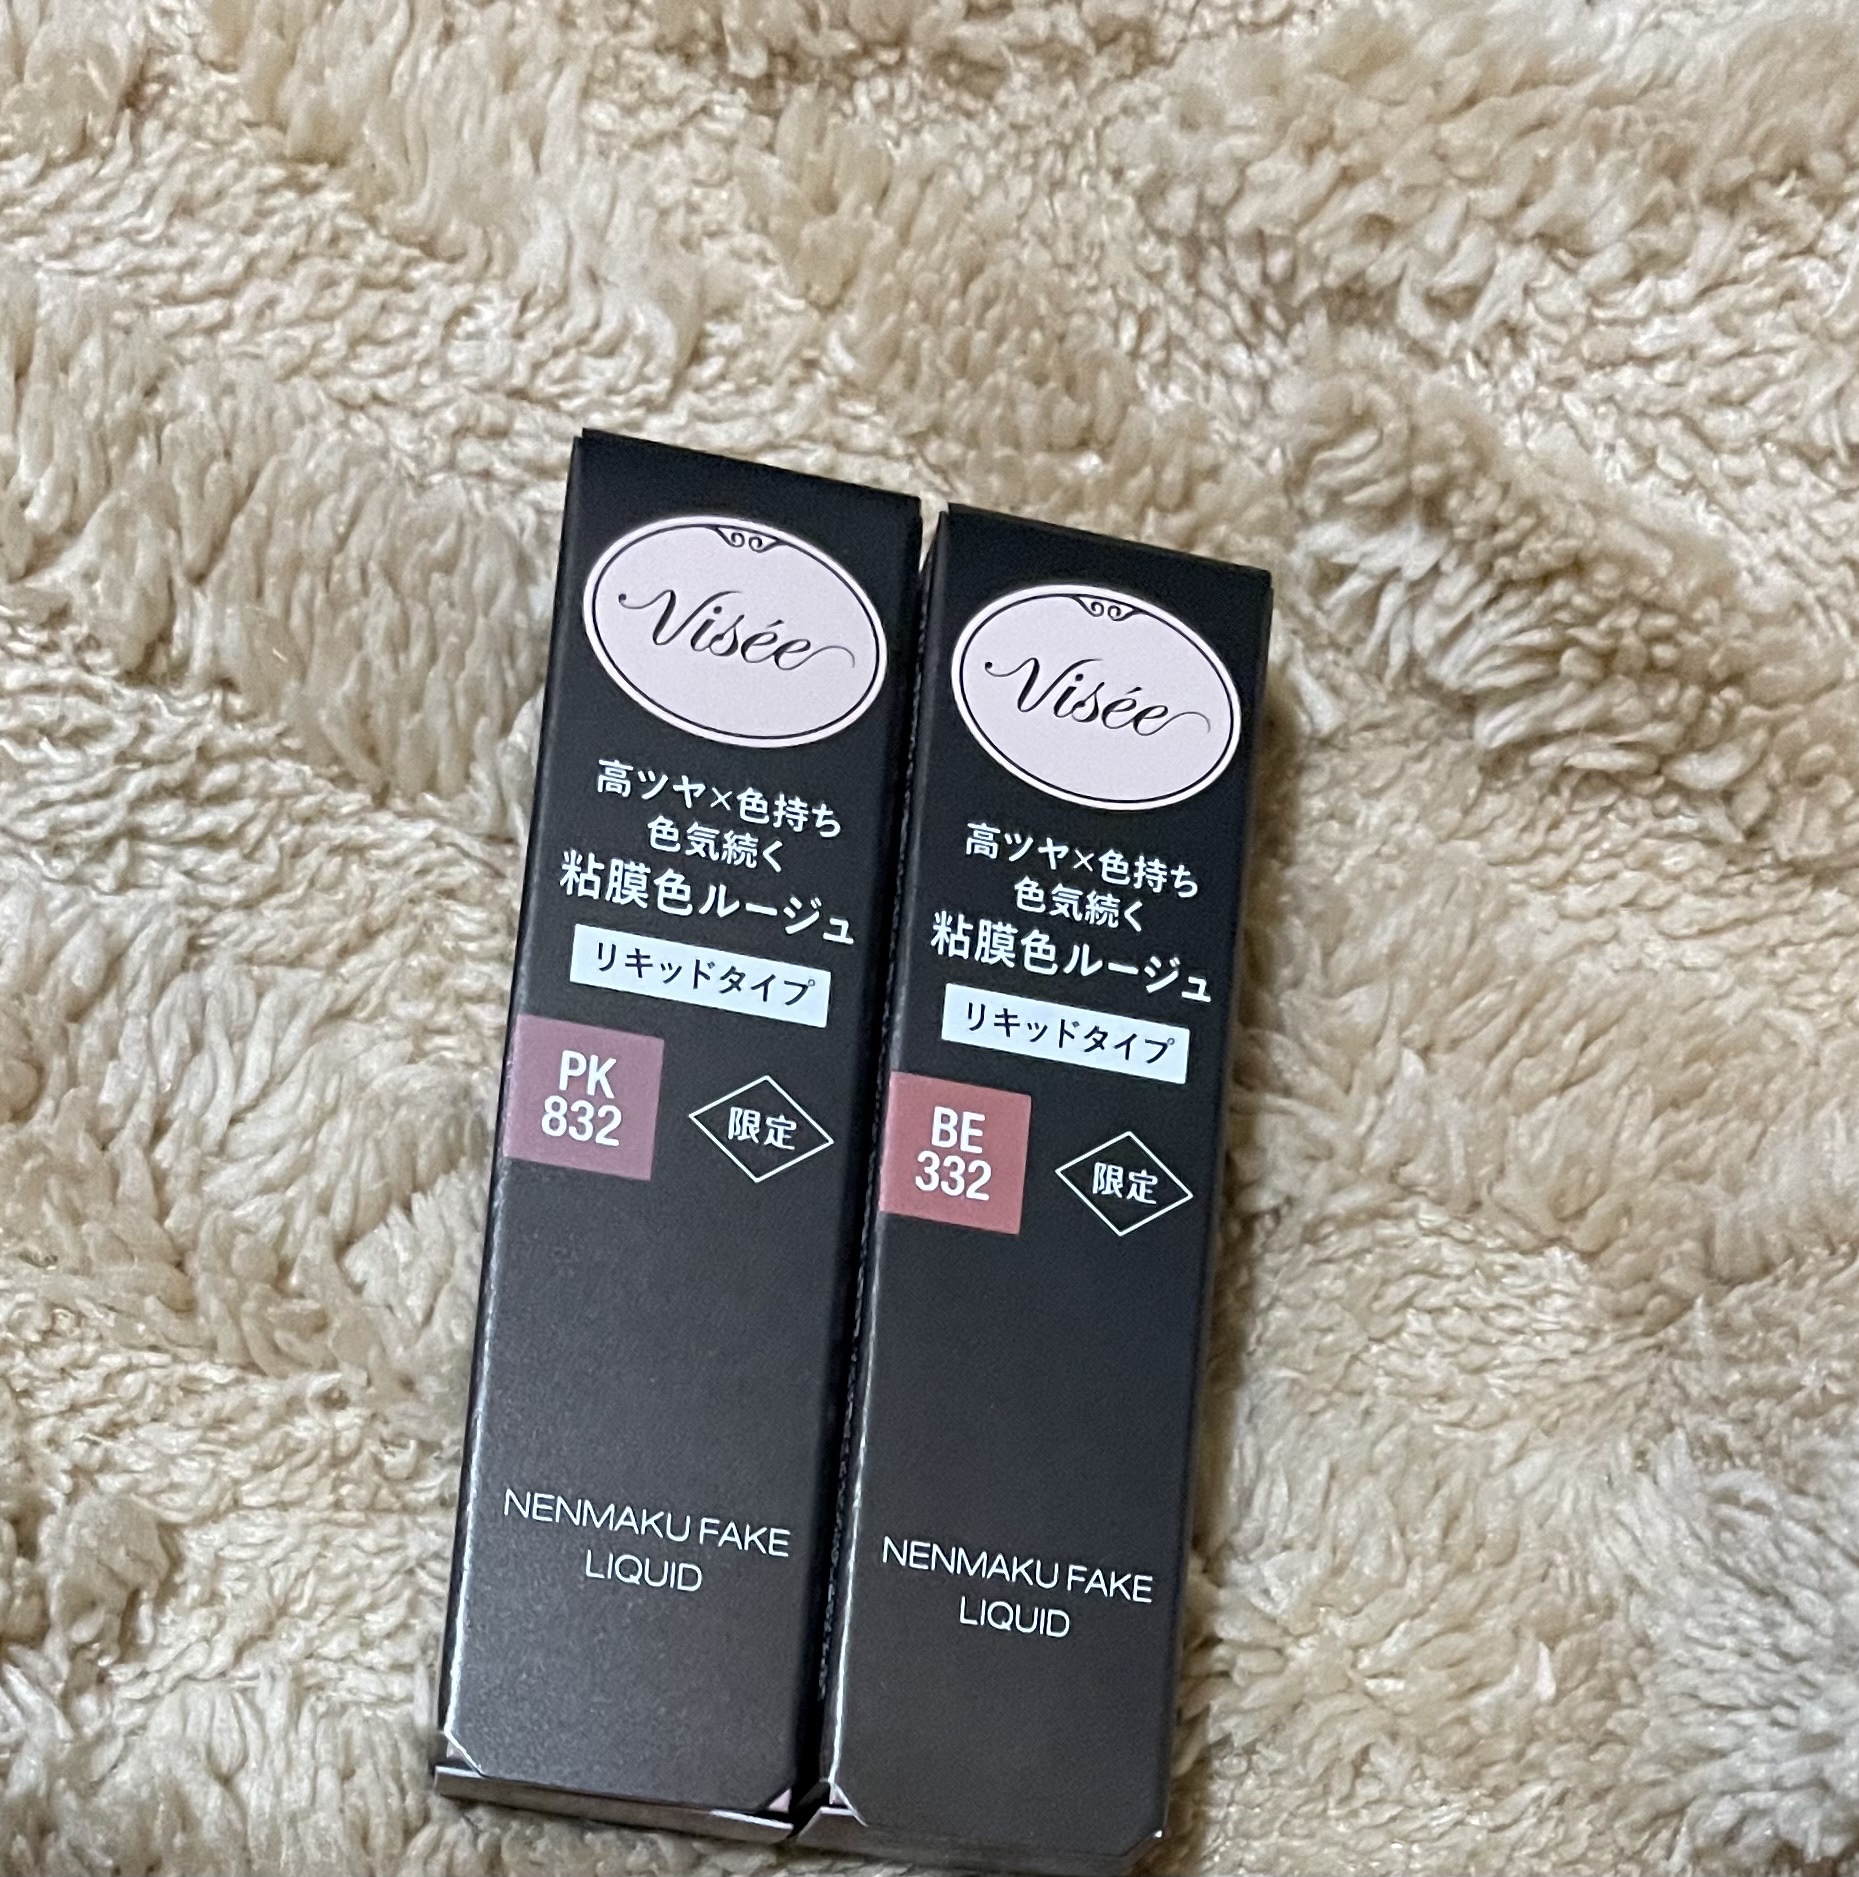 Visée
高ツヤ×色持ち
色気続く
粘膜色ルージュ
リキッドタイプ
PK
832
限定
NENMAKU FAKE
LIQUID
Visée
高ツヤ×色持ち
色気続く
粘膜色ルージュ
リキッドタイプ
BE
332
限定
NENMAKU FAKE
LIQUID